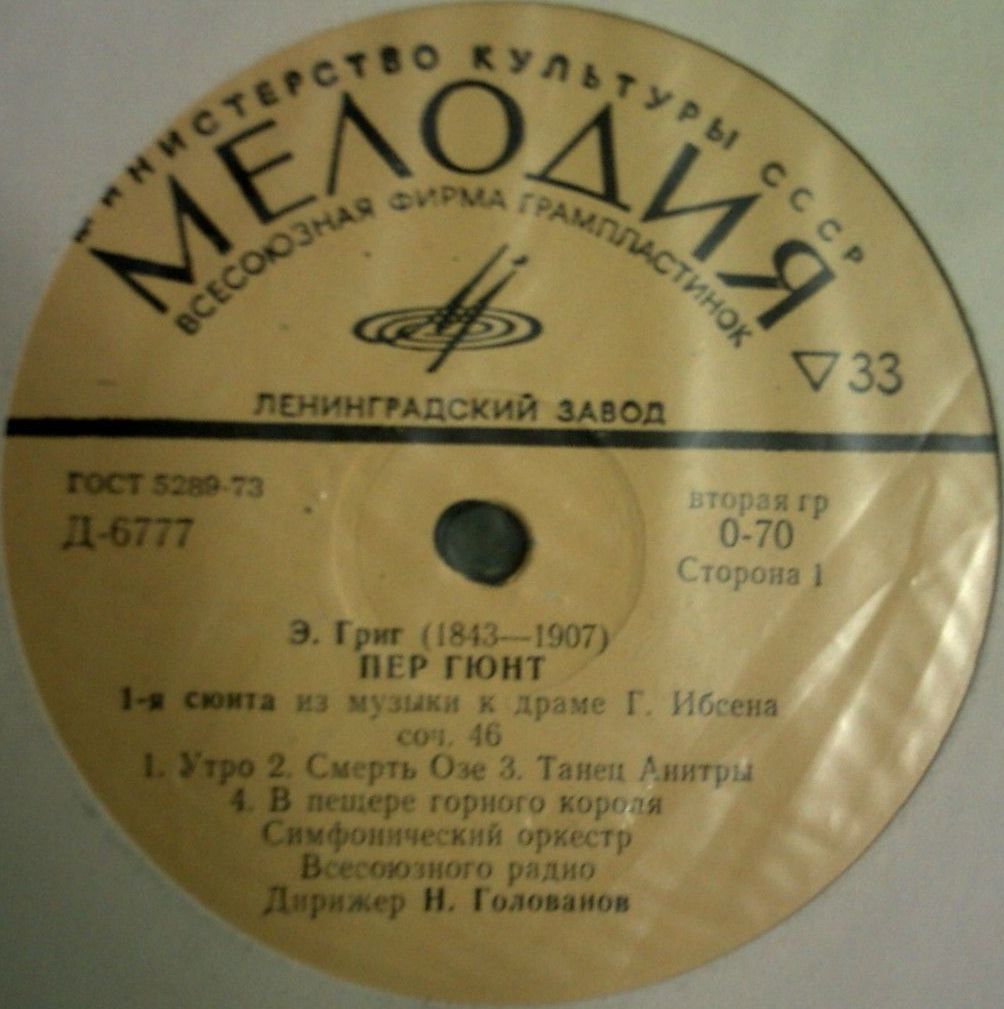 МИНИСТЕРСТВО КУЛЬТУРЫ СССР
МЕЛОДИЯ
ВСЕСОЮЗНАЯ ФИРМА ГРАМПЛАСТИНОК
▽33
ЛЕНИНГРАДСКИЙ ЗАВОД
ГОСТ 5289-73
Д-6777
вторая гр
0-70
Сторона 1
Э. Григ (1843—1907)
ПЕР ГЮНТ
1-я сюита из музыки к драме Г. Ибсена
соч. 46
1. Утро 2. Смерть Озе 3. Танец Анитры
4. В пещере горного короля
Симфонический оркестр
Всесоюзного радио
Дирижер Н. Голованов